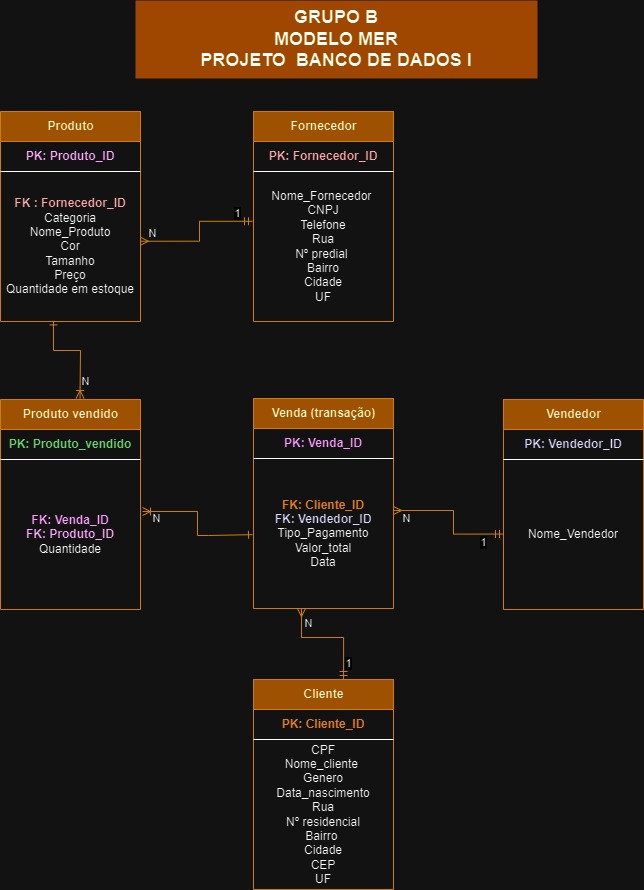 GRUPO B
MODELO MER
PROJETO BANCO DE DADOS I
Produto
PK: Produto_ID
FK : Fornecedor_ID
Categoria
Nome_Produto
Cor
Tamanho
Preço
Quantidade em estoque
N
1
Fornecedor
PK: Fornecedor_ID
Nome_Fornecedor
CNPJ
Telefone
Rua
Nº predial
Bairro
Cidade
UF
N
Produto vendido
PK: Produto_vendido
FK: Venda_ID
FK: Produto_ID
Quantidade
N
Venda (transação)
PK: Venda_ID
FK: Cliente_ID
FK: Vendedor_ID
Tipo_Pagamento
Valor_total
Data
N
1
Vendedor
PK: Vendedor_ID
Nome_Vendedor
N
1
Cliente
PK: Cliente_ID
CPF
Nome_cliente
Genero
Data_nascimento
Rua
Nº residencial
Bairro
Cidade
CEP
UF